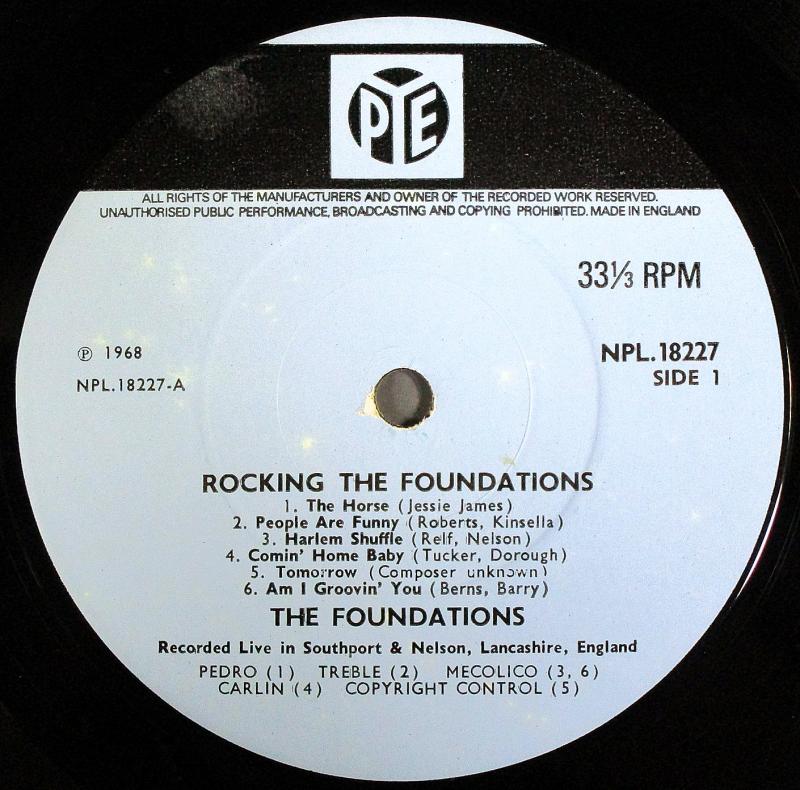 PYE
ALL RIGHTS OF THE MANUFACTURERS AND OWNER OF THE RECORDED WORK RESERVED.
UNAUTHORISED PUBLIC PERFORMANCE, BROADCASTING AND COPYING PROHIBITED. MADE IN ENGLAND
33⅓ RPM
℗ 1968
NPL.18227-A
NPL.18227
SIDE 1
ROCKING THE FOUNDATIONS
1. The Horse (Jessie James)
2. People Are Funny (Roberts, Kinsella)
3. Harlem Shuffle (Relf, Nelson)
4. Comin' Home Baby (Tucker, Dorough)
5. Tomorrow (Composer unknown)
6. Am I Groovin' You (Berns, Barry)
THE FOUNDATIONS
Recorded Live in Southport & Nelson, Lancashire, England
PEDRO (1) TREBLE (2) MECOLICO (3, 6)
CARLIN (4) COPYRIGHT CONTROL (5)